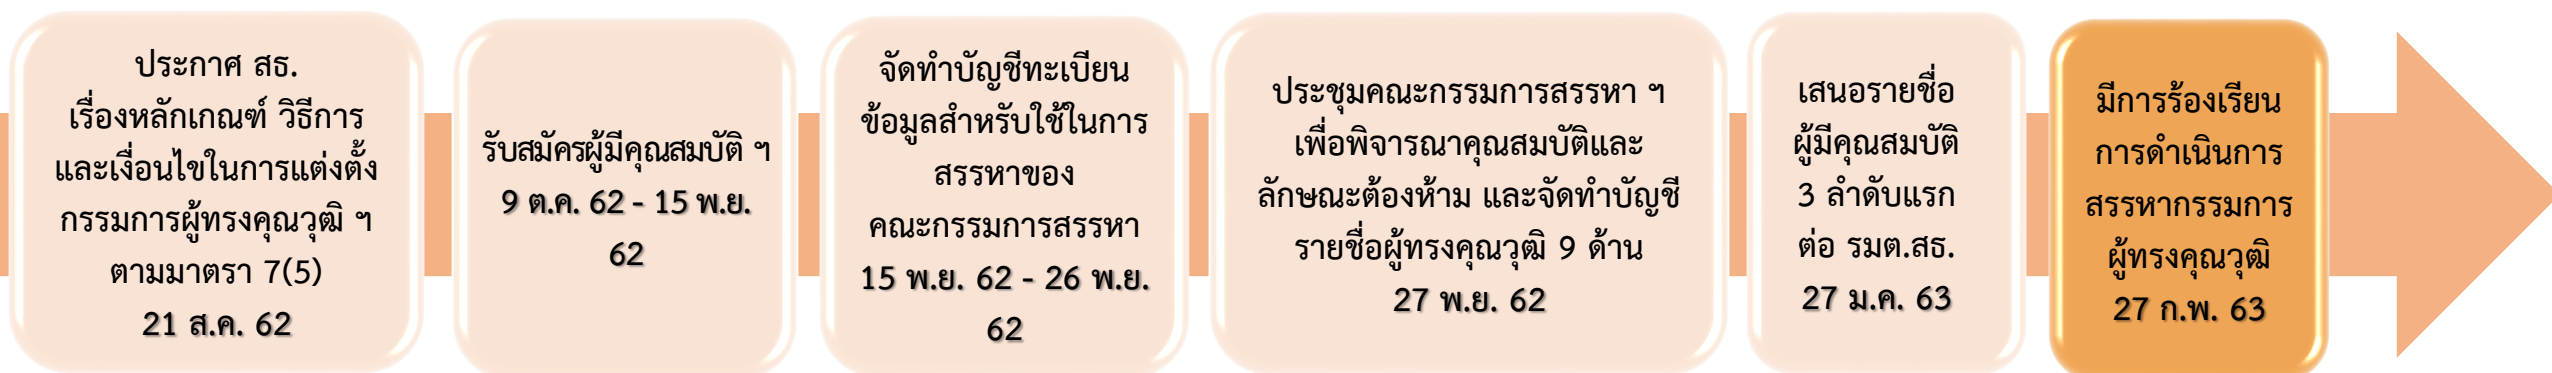 ประกาศ สธ.
เรื่องหลักเกณฑ์ วิธีการ
และเงื่อนไขในการแต่งตั้ง
กรรมการผู้ทรงคุณวุฒิ ฯ
ตามมาตรา 7(5)
21 ส.ค. 62
รับสมัครผู้มีคุณสมบัติ ฯ
9 ต.ค. 62 - 15 พ.ย.
62
จัดทำบัญชีทะเบียน
ข้อมูลสำหรับใช้ในการ
สรรหาของ
คณะกรรมการสรรหา
15 พ.ย. 62 - 26 พ.ย.
62
ประชุมคณะกรรมการสรรหา ฯ
เพื่อพิจารณาคุณสมบัติและ
ลักษณะต้องห้าม และจัดทำบัญชี
รายชื่อผู้ทรงคุณวุฒิ 9 ด้าน
27 พ.ย. 62
เสนอรายชื่อ
ผู้มีคุณสมบัติ
3 ลำดับแรก
ต่อ รมต.สธ.
27 ม.ค. 63
มีการร้องเรียน
การดำเนินการ
สรรหากรรมการ
ผู้ทรงคุณวุฒิ
27 ก.พ. 63